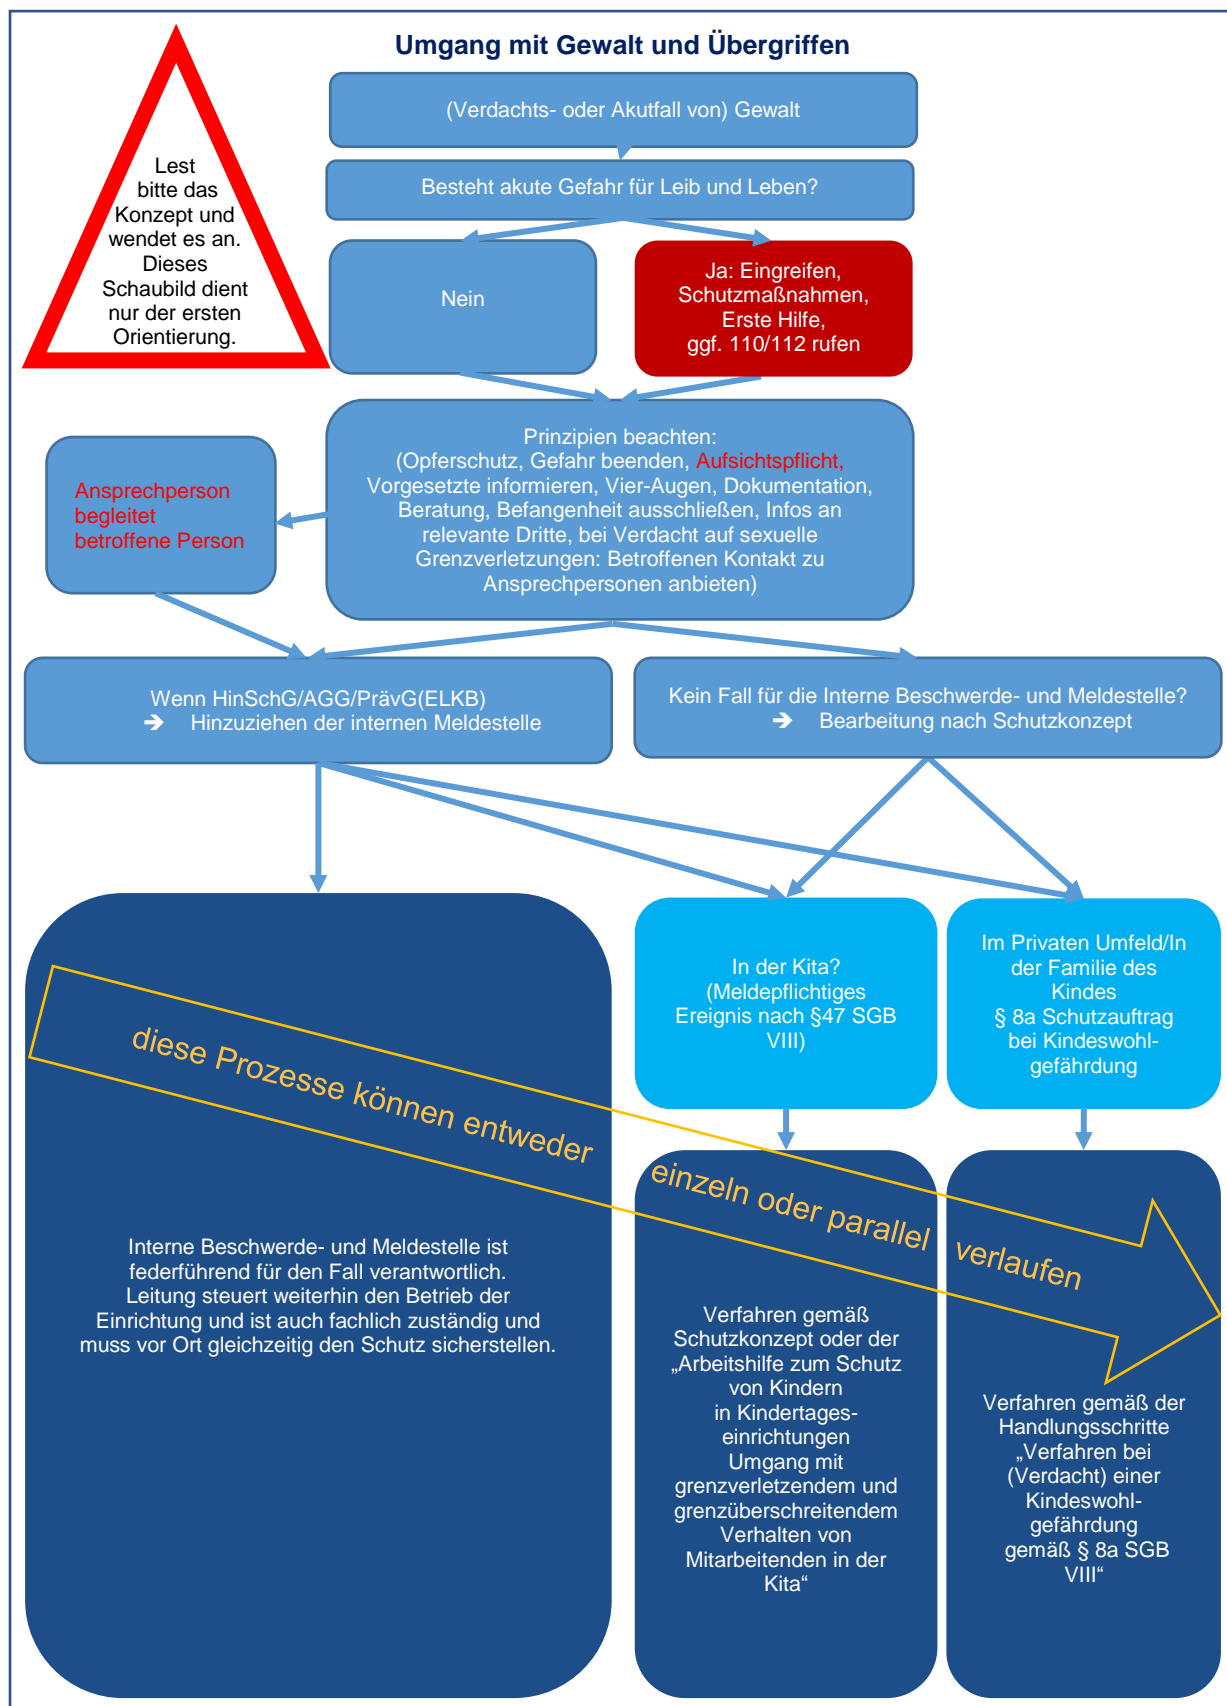 Umgang mit Gewalt und Übergriffen
Lest
bitte das
Konzept und
wendet es an.
Dieses
Schaubild dient
nur der ersten
Orientierung.
(Verdachts- oder Akutfall von) Gewalt
Besteht akute Gefahr für Leib und Leben?
Nein
Ja: Eingreifen,
Schutzmaßnahmen,
Erste Hilfe,
ggf. 110/112 rufen
Prinzipien beachten:
(Opferschutz, Gefahr beenden, Aufsichtspflicht,
Vorgesetzte informieren, Vier-Augen, Dokumentation,
Beratung, Befangenheit ausschließen, Infos an
relevante Dritte, bei Verdacht auf sexuelle
Grenzverletzungen: Betroffenen Kontakt zu
Ansprechpersonen anbieten)
Ansprechperson
begleitet
betroffene Person
Wenn HinSchG/AGG/PrävG(ELKB)
➔ Hinzuziehen der internen Meldestelle
Kein Fall für die Interne Beschwerde- und Meldestelle?
➔ Bearbeitung nach Schutzkonzept
In der Kita?
(Meldepflichtiges
Ereignis nach §47 SGB
VIII)
Im Privaten Umfeld/In
der Familie des
Kindes
§ 8a Schutzauftrag
bei Kindeswohl-
gefährdung
diese Prozesse können entweder einzeln oder parallel verlaufen
Interne Beschwerde- und Meldestelle ist
federführend für den Fall verantwortlich.
Leitung steuert weiterhin den Betrieb der
Einrichtung und ist auch fachlich zuständig und
muss vor Ort gleichzeitig den Schutz sicherstellen.
Verfahren gemäß
Schutzkonzept oder der
„Arbeitshilfe zum Schutz
von Kindern
in Kindertages-
einrichtungen
Umgang mit
grenzverletzendem und
grenzüberschreitendem
Verhalten von
Mitarbeitenden in der
Kita“
Verfahren gemäß der
Handlungsschritte
„Verfahren bei
(Verdacht) einer
Kindeswohl-
gefährdung
gemäß § 8a SGB
VIII“